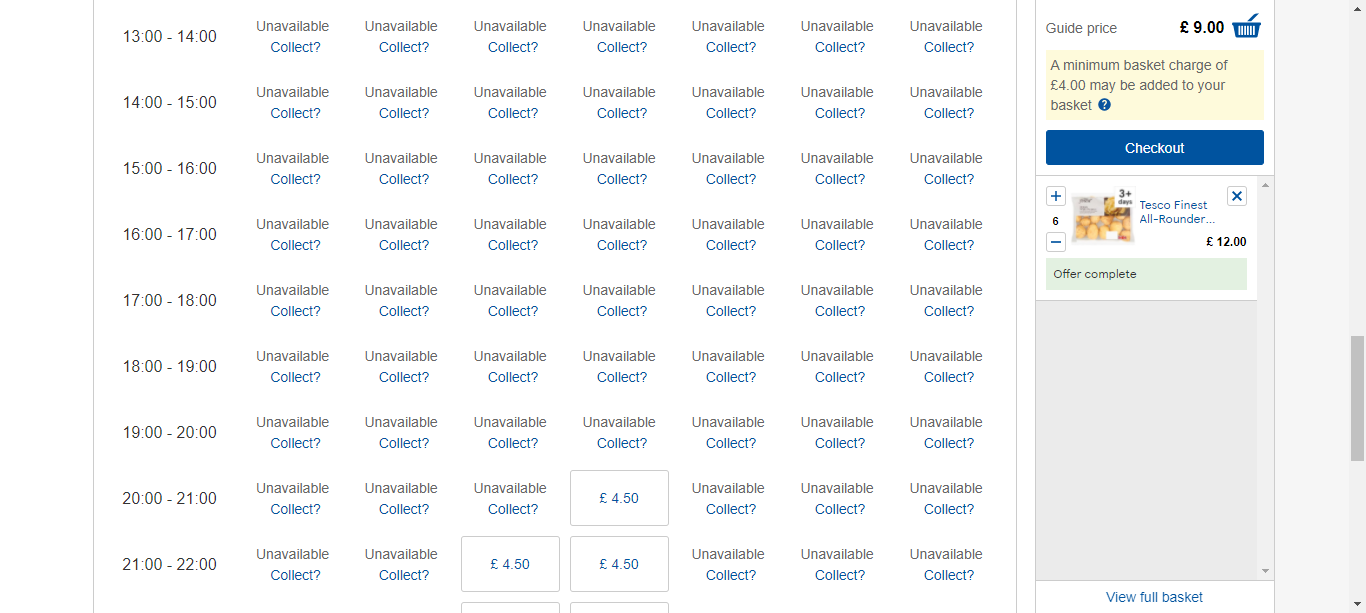 13:00 - 14:00 Unavailable Unavailable Unavailable Unavailable Unavailable Unavailable Unavailable
Collect? Collect? Collect? Collect? Collect? Collect? Collect?
14:00 - 15:00 Unavailable Unavailable Unavailable Unavailable Unavailable Unavailable Unavailable
Collect? Collect? Collect? Collect? Collect? Collect? Collect?
15:00 - 16:00 Unavailable Unavailable Unavailable Unavailable Unavailable Unavailable Unavailable
Collect? Collect? Collect? Collect? Collect? Collect? Collect?
16:00 - 17:00 Unavailable Unavailable Unavailable Unavailable Unavailable Unavailable Unavailable
Collect? Collect? Collect? Collect? Collect? Collect? Collect?
17:00 - 18:00 Unavailable Unavailable Unavailable Unavailable Unavailable Unavailable Unavailable
Collect? Collect? Collect? Collect? Collect? Collect? Collect?
18:00 - 19:00 Unavailable Unavailable Unavailable Unavailable Unavailable Unavailable Unavailable
Collect? Collect? Collect? Collect? Collect? Collect? Collect?
19:00 - 20:00 Unavailable Unavailable Unavailable Unavailable Unavailable Unavailable Unavailable
Collect? Collect? Collect? Collect? Collect? Collect? Collect?
20:00 - 21:00 Unavailable Unavailable Unavailable £ 4.50 Unavailable Unavailable Unavailable
Collect? Collect? Collect? Collect? Collect? Collect?
21:00 - 22:00 Unavailable Unavailable £ 4.50 £ 4.50 Unavailable Unavailable Unavailable
Collect? Collect? Collect? Collect? Collect?
Guide price £ 9.00
A minimum basket charge of
£4.00 may be added to your
basket ?
Checkout
3+
days
Tesco Finest
All-Rounder...
6
£ 12.00
Offer complete
View full basket